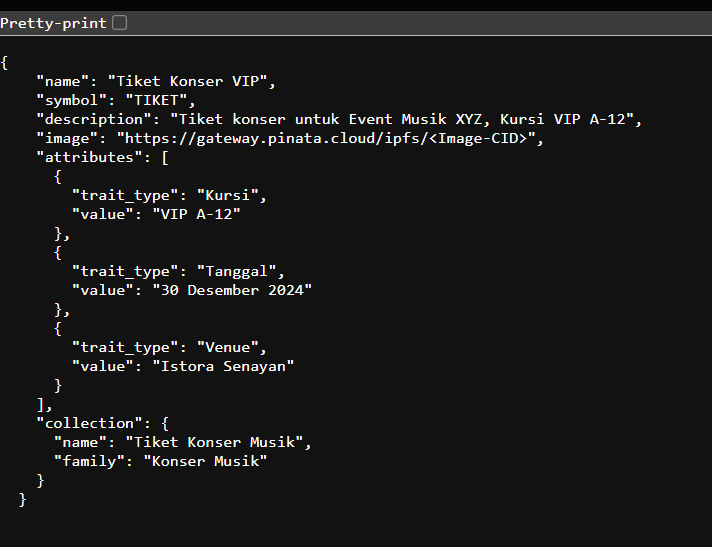 Pretty-print
{
"name": "Tiket Konser VIP",
"symbol": "TIKET",
"description": "Tiket konser untuk Event Musik XYZ, Kursi VIP A-12",
"image": "https://gateway.pinata.cloud/ipfs/<Image-CID>",
"attributes": [
{
"trait_type": "Kursi",
"value": "VIP A-12"
},
{
"trait_type": "Tanggal",
"value": "30 Desember 2024"
},
{
"trait_type": "Venue",
"value": "Istora Senayan"
}
],
"collection": {
"name": "Tiket Konser Musik",
"family": "Konser Musik"
}
}